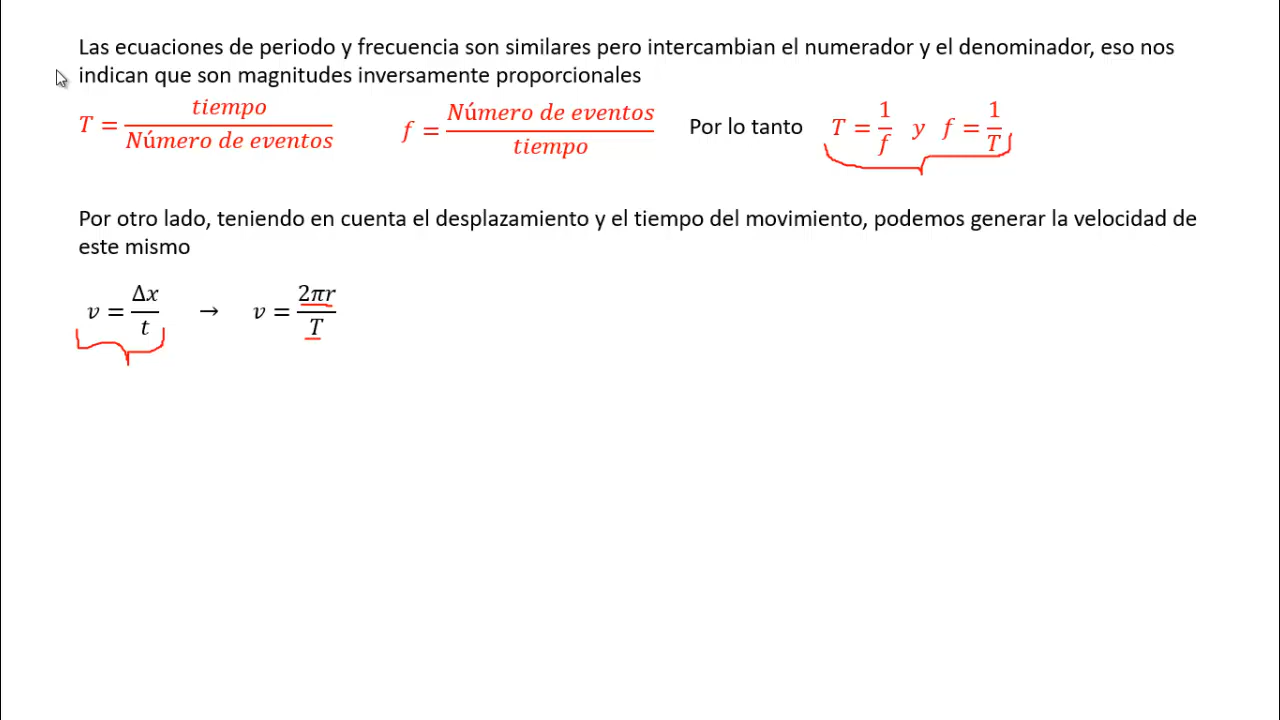 Las ecuaciones de periodo y frecuencia son similares pero intercambian el numerador y el denominador, eso nos
indican que son magnitudes inversamente proporcionales
T = tiempo / Número de eventos    f = Número de eventos / tiempo    Por lo tanto    T = 1/f y f = 1/T
Por otro lado, teniendo en cuenta el desplazamiento y el tiempo del movimiento, podemos generar la velocidad de
este mismo
v = Δx/t → v = 2πr/T